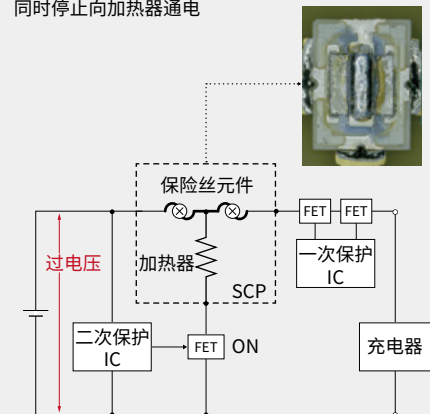 同时停止向加热器通电
保险丝元件
FET FET
过电压
加热器
一次保护
IC
SCP
二次保护
IC
FET
ON
充电器